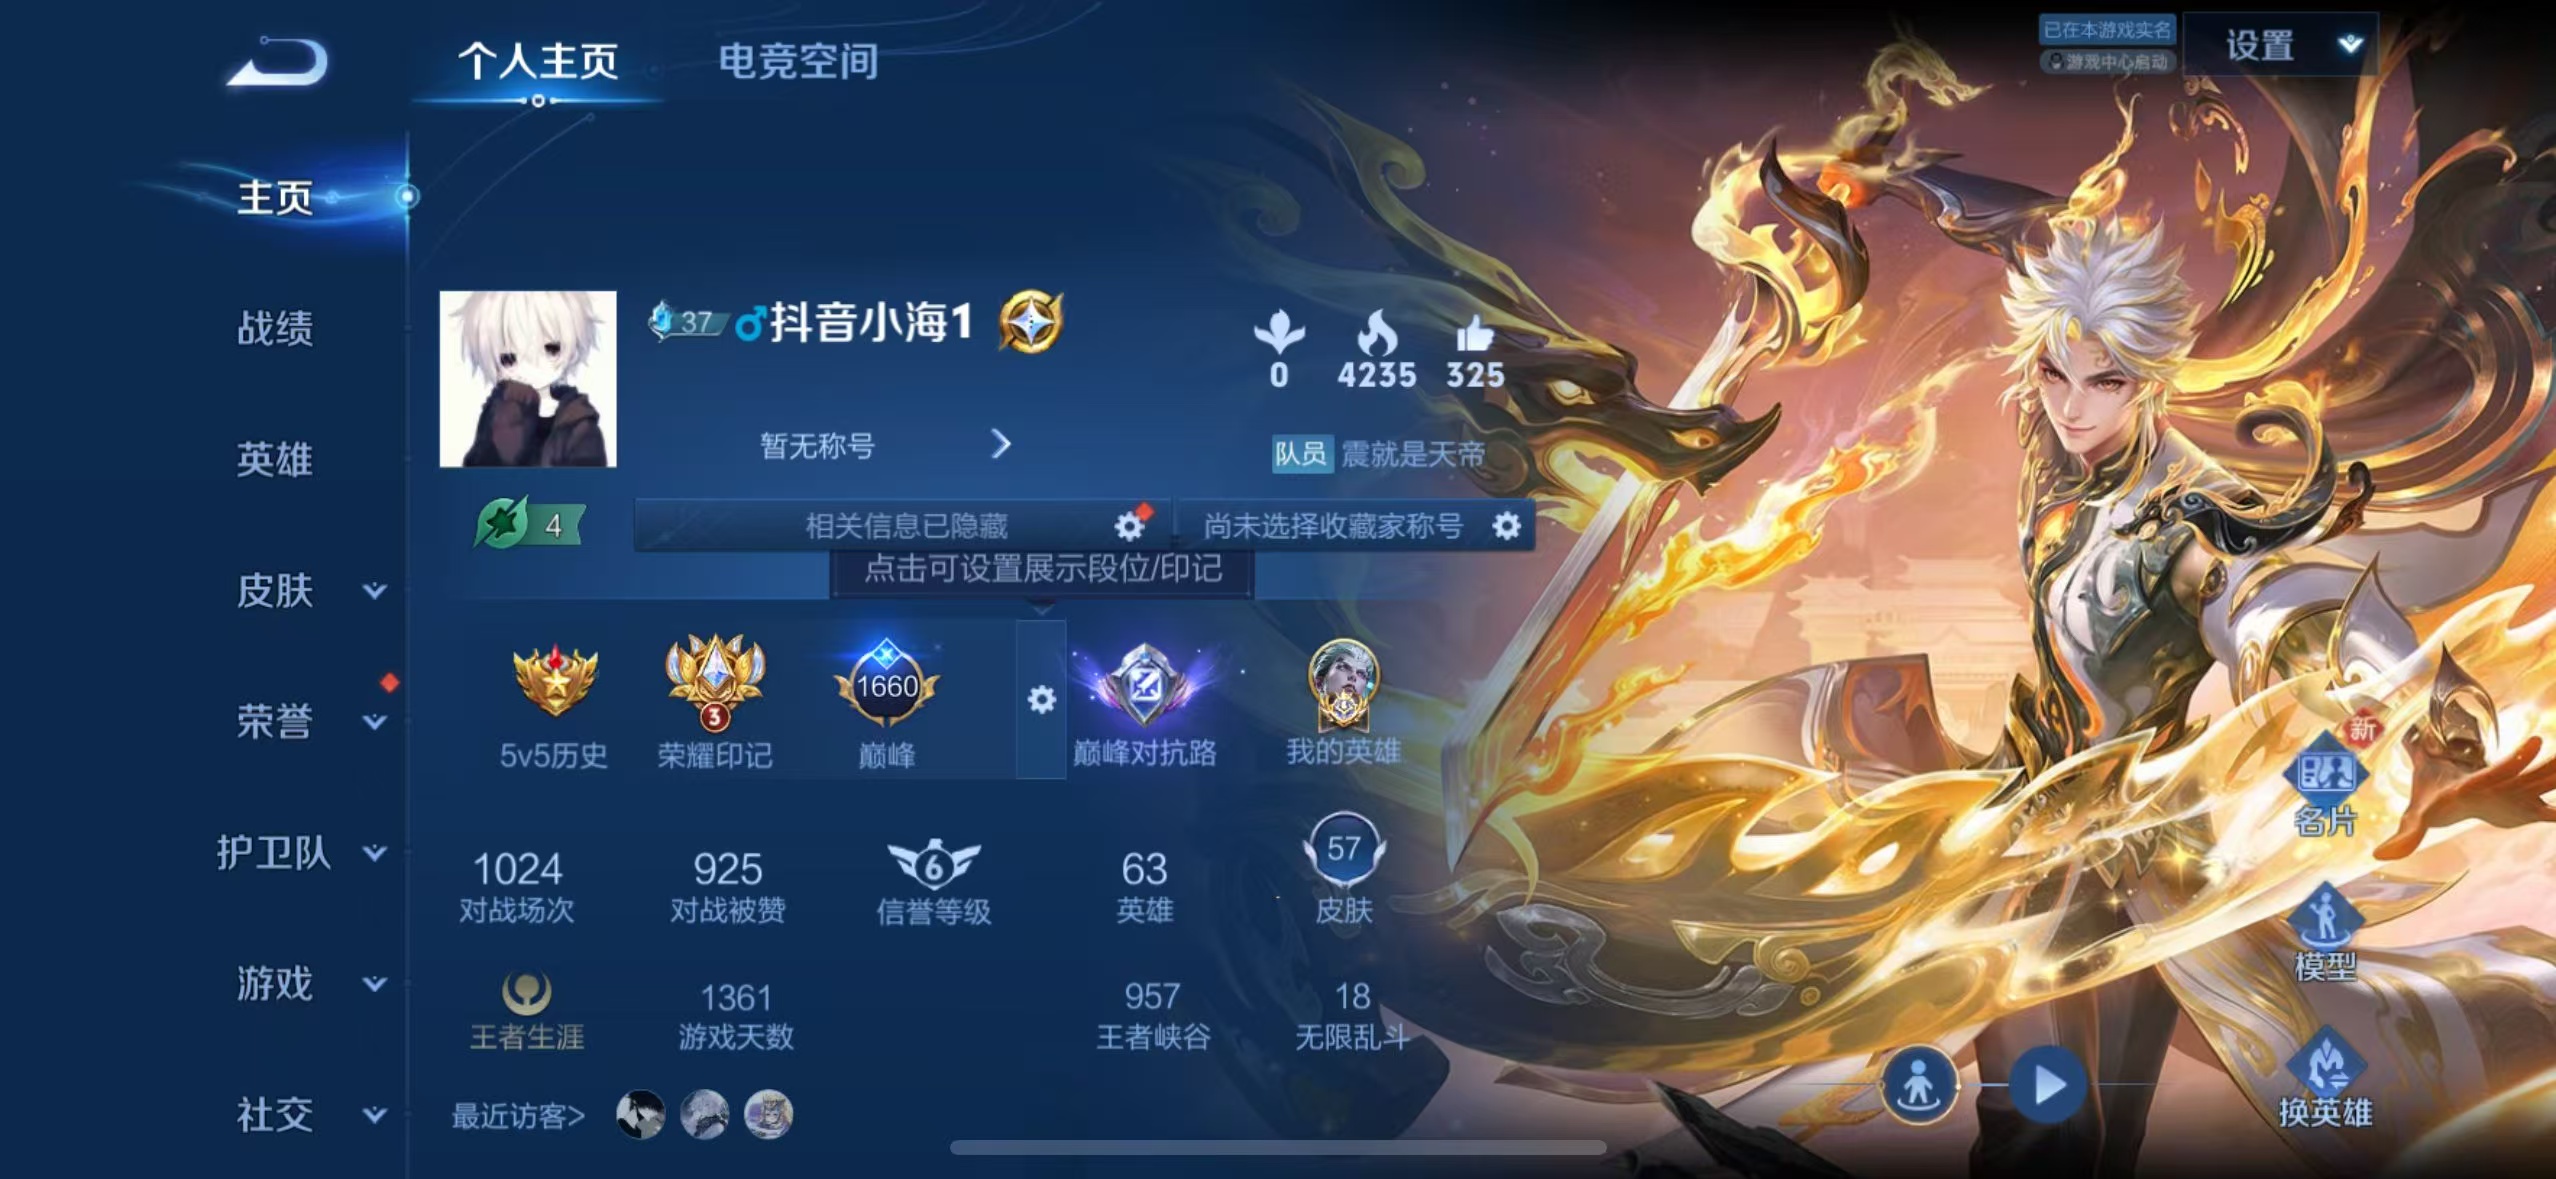 个人主页
电竞空间
已在本游戏实名
游戏中心启动
设置
主页
战绩
英雄
皮肤
荣誉
护卫队
游戏
社交
37
抖音小海1
0
4235
325
暂无称号
队员 震就是天帝
4
相关信息已隐藏
尚未选择收藏家称号
点击可设置展示段位/印记
3
1660
5v5历史
荣耀印记
巅峰
巅峰对抗路
我的英雄
1024
925
6
63
57
对战场次
对战被赞
信誉等级
英雄
皮肤
1361
957
18
王者生涯
游戏天数
王者峡谷
无限乱斗
最近访客>
新
名片
模型
换英雄